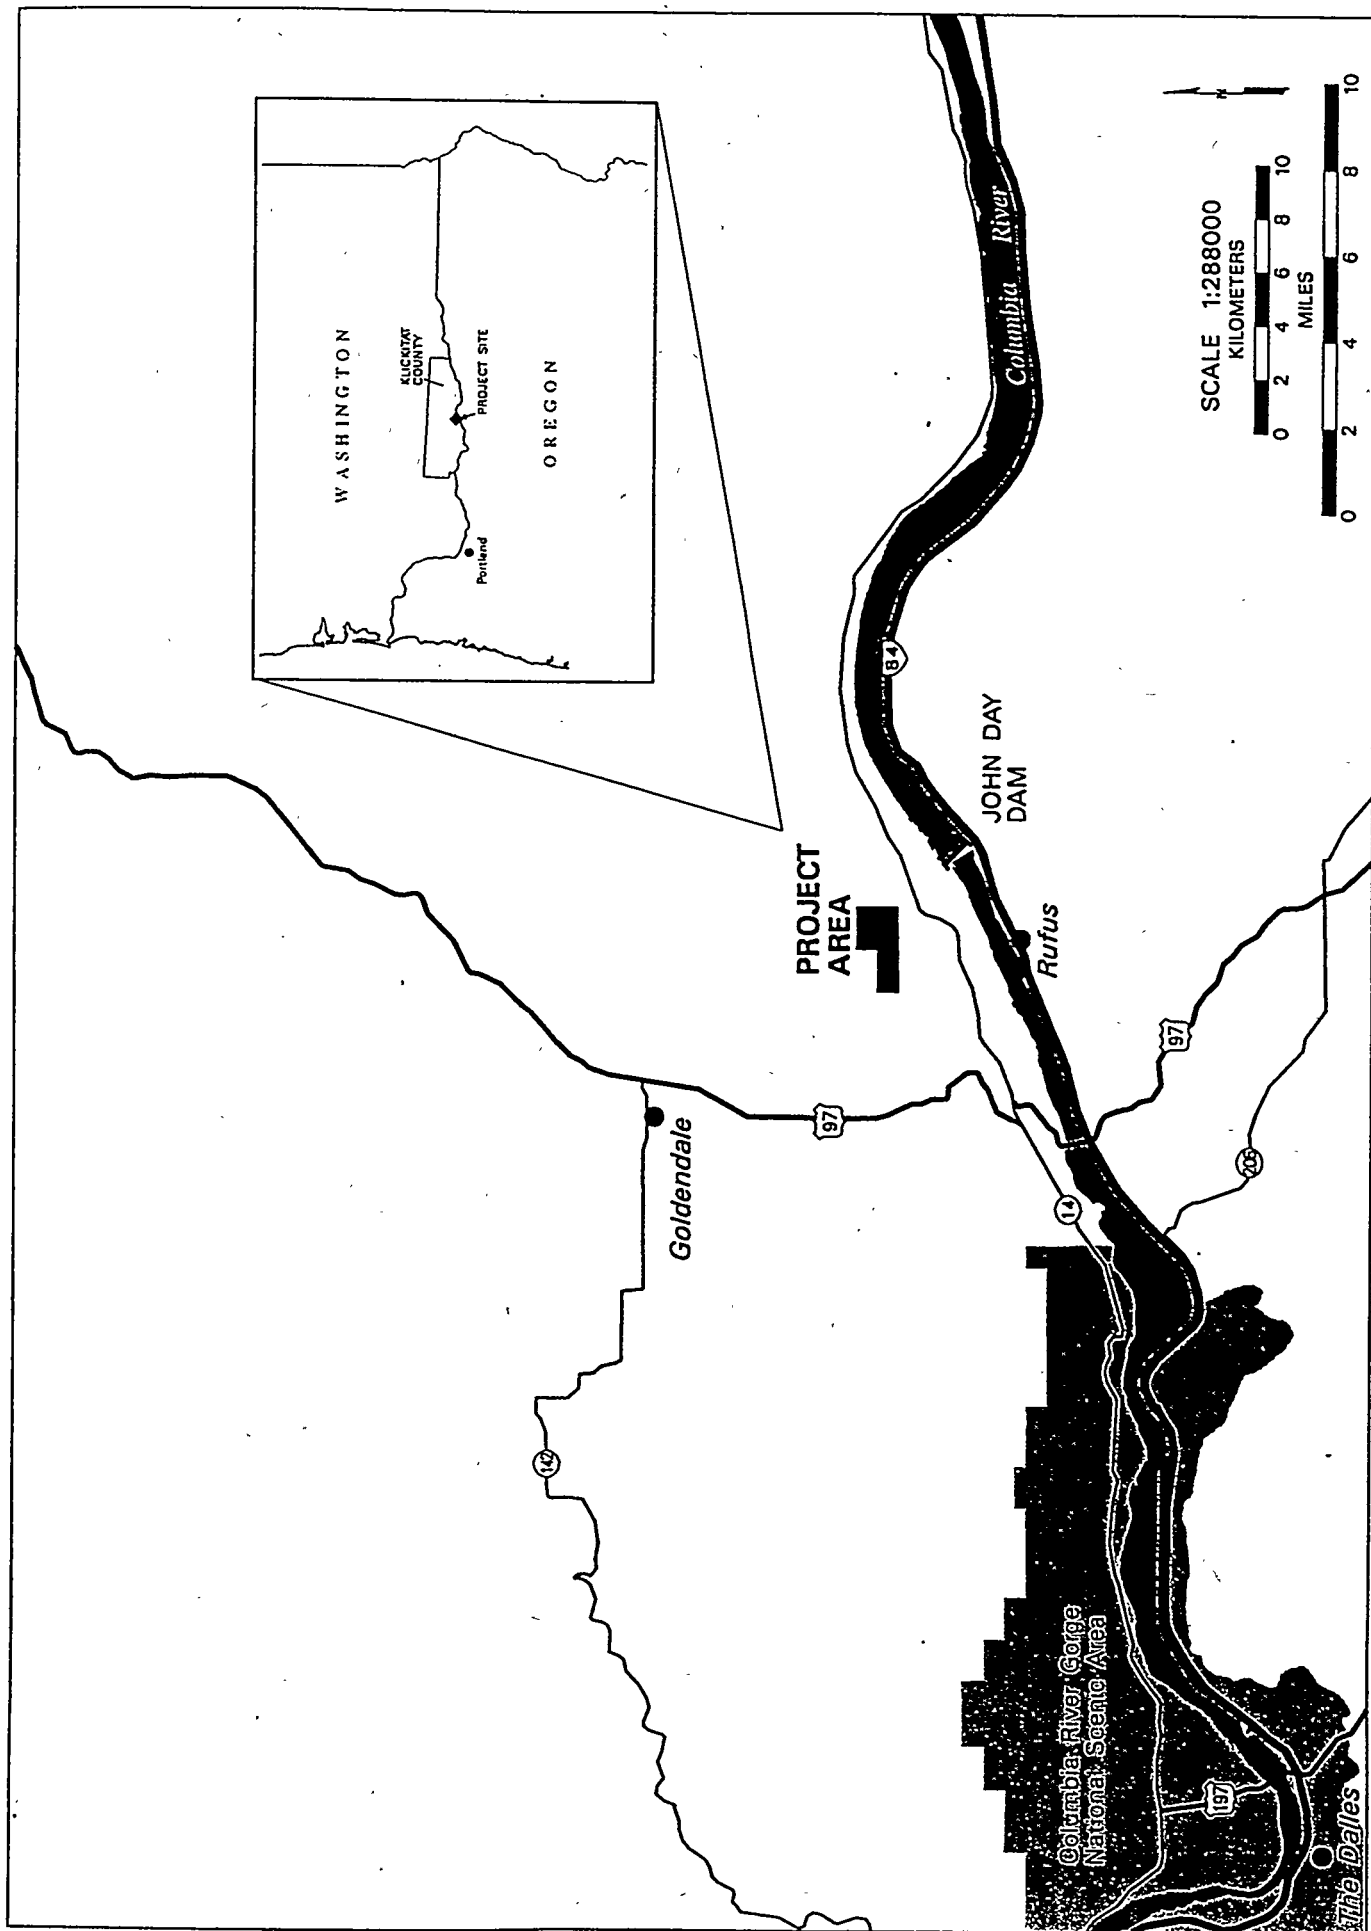 WASHINGTON
KLICKITAT
COUNTY
PROJECT SITE
Portland
OREGON
97
Goldendale
142
PROJECT
AREA
84
JOHN DAY
DAM
Rufus
Columbia River
97
14
206
Columbia River Gorge
National Scenic Area
197
The Dalles
SCALE 1:288000
KILOMETERS
0 2 4 6 8 10
MILES
0 2 4 6 8 10
N